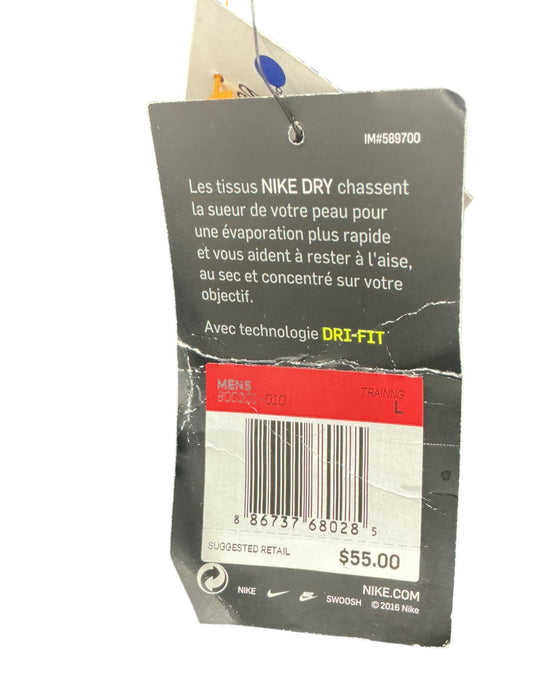 IM#589700
Les tissus NIKE DRY chassent
la sueur de votre peau pour
une évaporation plus rapide
et vous aident à rester à l'aise,
au sec et concentré sur votre
objectif.
Avec technologie DRI-FIT
MENS
TRAINNG
-010
L
8 86737 68028 5
SUGGESTED RETAIL
$55.00
NIKE.COM
NIKE
SWOOSH © 2016 Nike